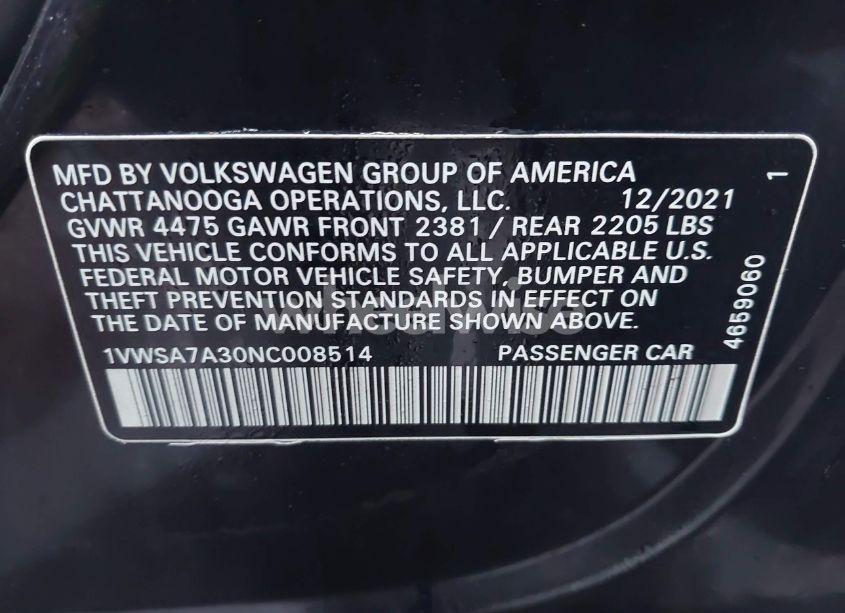 MFD BY VOLKSWAGEN GROUP OF AMERICA
CHATTANOOGA OPERATIONS, LLC. 12/2021
GVWR 4475 GAWR FRONT 2381 / REAR 2205 LBS
THIS VEHICLE CONFORMS TO ALL APPLICABLE U.S.
FEDERAL MOTOR VEHICLE SAFETY, BUMPER AND
THEFT PREVENTION STANDARDS IN EFFECT ON
THE DATE OF MANUFACTURE SHOWN ABOVE.
1VWSA7A30NC008514 PASSENGER CAR
4659060
1